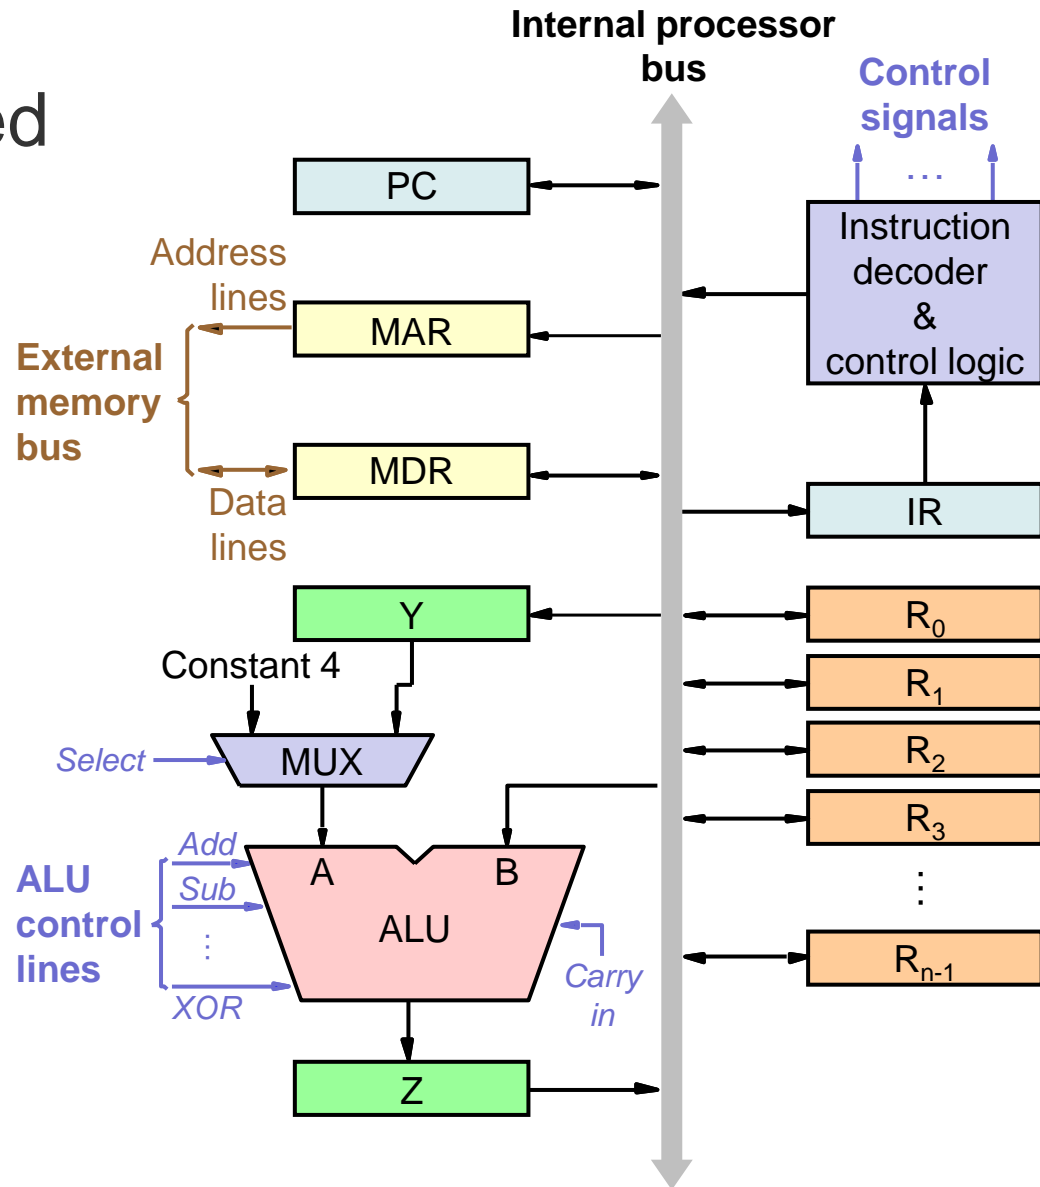 Internal processor
bus
ed
Control
signals
...
PC
Instruction
decoder
&
control logic
Address
lines
MAR
External
memory
bus
MDR
Data
lines
IR
Y
R0
Constant 4
R1
Select
MUX
R2
R3
Add
A
B
ALU
control
lines
Sub
⋮
ALU
⋮
Rn-1
XOR
Carry
in
Z